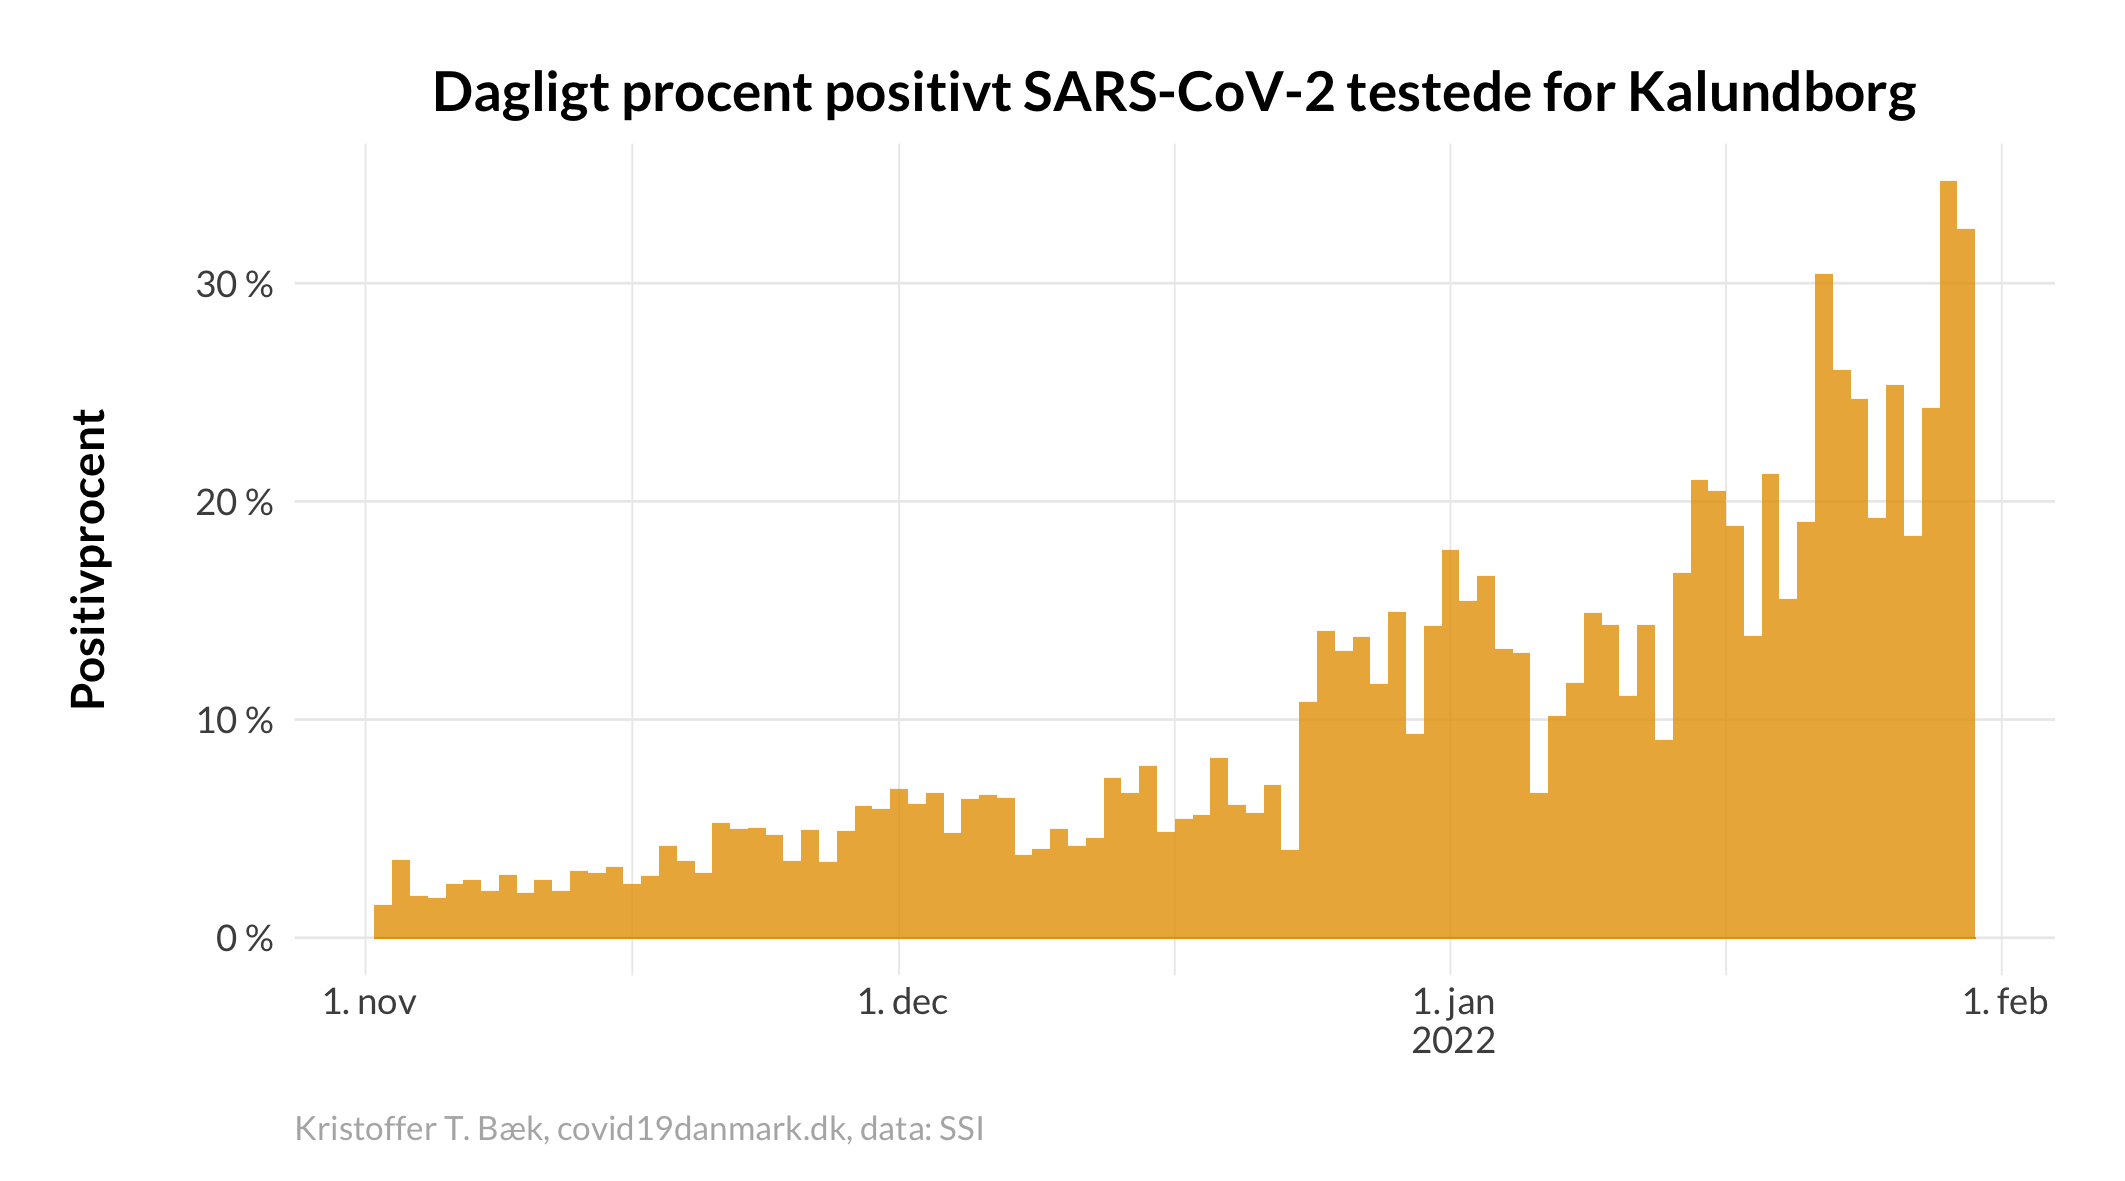 Dagligt procent positivt SARS-CoV-2 testede for Kalundborg
Positivprocent
30 %
20 %
10 %
0 %
1. nov
1. dec
1. jan
2022
1. feb
Kristoffer T. Bæk, covid19danmark.dk, data: SSI